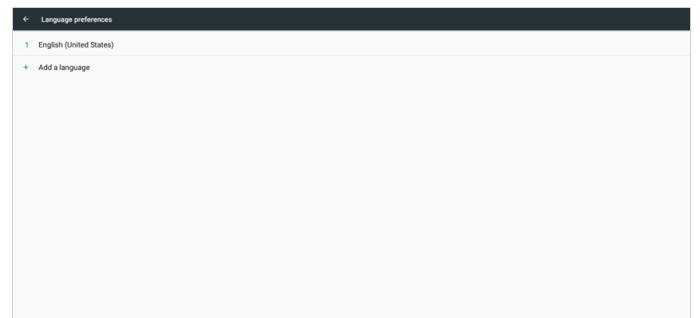 Language preferences
1 English (United States)
+ Add a language